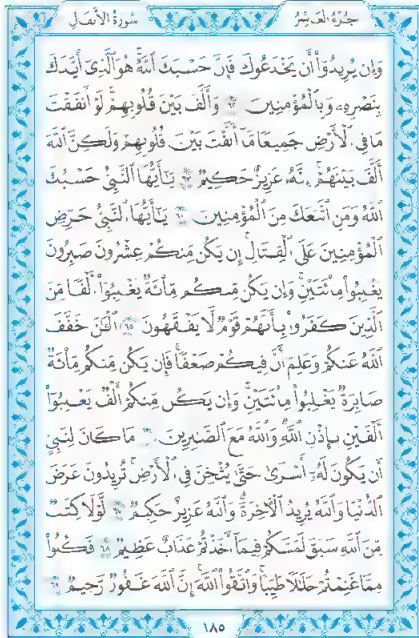 سُورَةُ الأَنفَالِ
جُزْءُ العَاشِرُ
وَإِن يُرِيدُوٓا۟ أَن يَخْدَعُوكَ فَإِنَّ حَسْبَكَ ٱللَّهُ هُوَ ٱلَّذِىٓ أَيَّدَكَ
بِنَصْرِهِۦ وَبِٱلْمُؤْمِنِينَ ٦٢ وَأَلَّفَ بَيْنَ قُلُوبِهِمْ لَوْ أَنفَقْتَ
مَا فِى ٱلْأَرْضِ جَمِيعًا مَّآ أَلَّفْتَ بَيْنَ قُلُوبِهِمْ وَلَٰكِنَّ ٱللَّهَ
أَلَّفَ بَيْنَهُمْ إِنَّهُۥ عَزِيزٌ حَكِيمٌ ٦٣ يَٰٓأَيُّهَا ٱلنَّبِىُّ حَسْبُكَ
ٱللَّهُ وَمَنِ ٱتَّبَعَكَ مِنَ ٱلْمُؤْمِنِينَ ٦٤ يَٰٓأَيُّهَا ٱلنَّبِىُّ حَرِّضِ
ٱلْمُؤْمِنِينَ عَلَى ٱلْقِتَالِ إِن يَكُن مِّنكُمْ عِشْرُونَ صَٰبِرُونَ
يَغْلِبُوا۟ مِا۟ئَتَيْنِ وَإِن يَكُن مِّنكُم مِّا۟ئَةٌ يَغْلِبُوٓا۟ أَلْفًا مِّنَ
ٱلَّذِينَ كَفَرُوا۟ بِأَنَّهُمْ قَوْمٌ لَّا يَفْقَهُونَ ٦٥ ٱلْـَٰٔنَ خَفَّفَ
ٱللَّهُ عَنكُمْ وَعَلِمَ أَنَّ فِيكُمْ ضَعْفًا فَإِن يَكُن مِّنكُم مِّا۟ئَةٌ
صَابِرَةٌ يَغْلِبُوا۟ مِا۟ئَتَيْنِ وَإِن يَكُن مِّنكُمْ أَلْفٌ يَغْلِبُوٓا۟
أَلْفَيْنِ بِإِذْنِ ٱللَّهِ وَٱللَّهُ مَعَ ٱلصَّٰبِرِينَ ٦٦ مَا كَانَ لِنَبِىٍّ
أَن يَكُونَ لَهُۥٓ أَسْرَىٰ حَتَّىٰ يُثْخِنَ فِى ٱلْأَرْضِ تُرِيدُونَ عَرَضَ
ٱلدُّنْيَا وَٱللَّهُ يُرِيدُ ٱلْـَٔاخِرَةَ وَٱللَّهُ عَزِيزٌ حَكِيمٌ ٦٧ لَّوْلَا كِتَٰبٌ
مِّنَ ٱللَّهِ سَبَقَ لَمَسَّكُمْ فِيمَآ أَخَذْتُمْ عَذَابٌ عَظِيمٌ ٦٨ فَكُلُوا۟
مِمَّا غَنِمْتُمْ حَلَٰلًا طَيِّبًا وَٱتَّقُوا۟ ٱللَّهَ إِنَّ ٱللَّهَ غَفُورٌ رَّحِيمٌ ٦٩
١٨٥